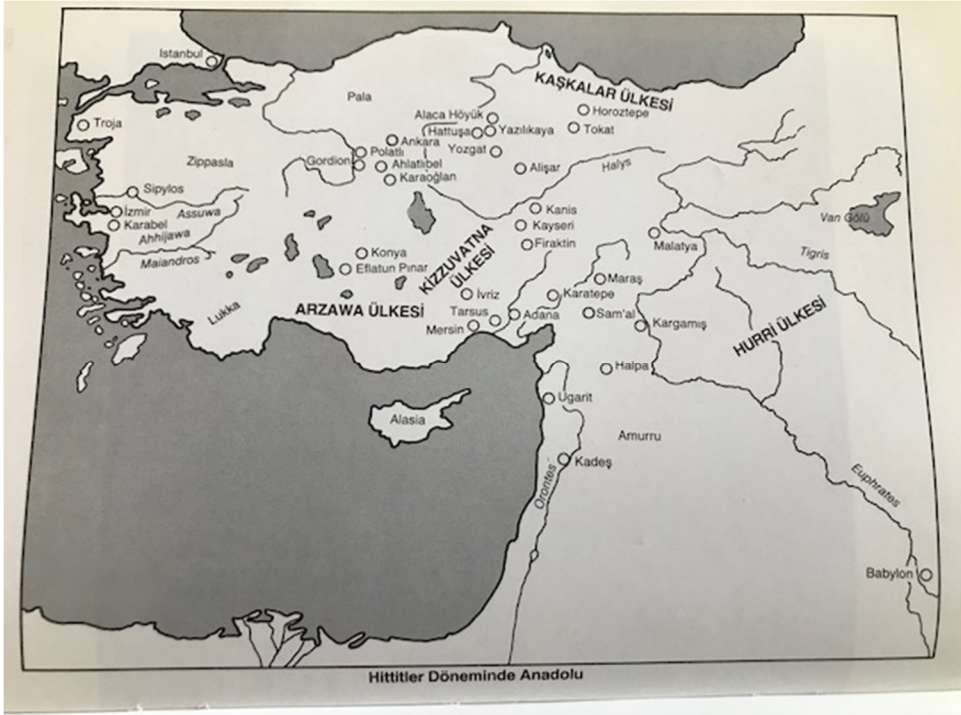 Istanbul
KAŞKALAR ÜLKESİ
Pala
Horoztepe
Alaca Höyük
Troja
Hattuşa
Yazılıkaya
Tokat
Ankara
Polatlı
Yozgat
Zippasla
Gordion
Ahlatlıbel
Alişar
Halys
Karaoğlan
Sipylos
İzmir
Assuwa
Kanis
Van Gölü
Karabel
Kayseri
Ahhijawa
Firaktin
Malatya
Konya
KİZZUVATNA
ÜLKESİ
Tigris
Maiandros
Eflatun Pınar
Maraş
İvriz
Karatepe
Lukka
ARZAWA ÜLKESİ
Tarsus
Adana
Sam'al
Kargamış
HURRİ ÜLKESİ
Mersin
Halpa
Ugarit
Alasia
Amurru
Kadeş
Orontes
Euphrates
Babylon
Hittitler Döneminde Anadolu